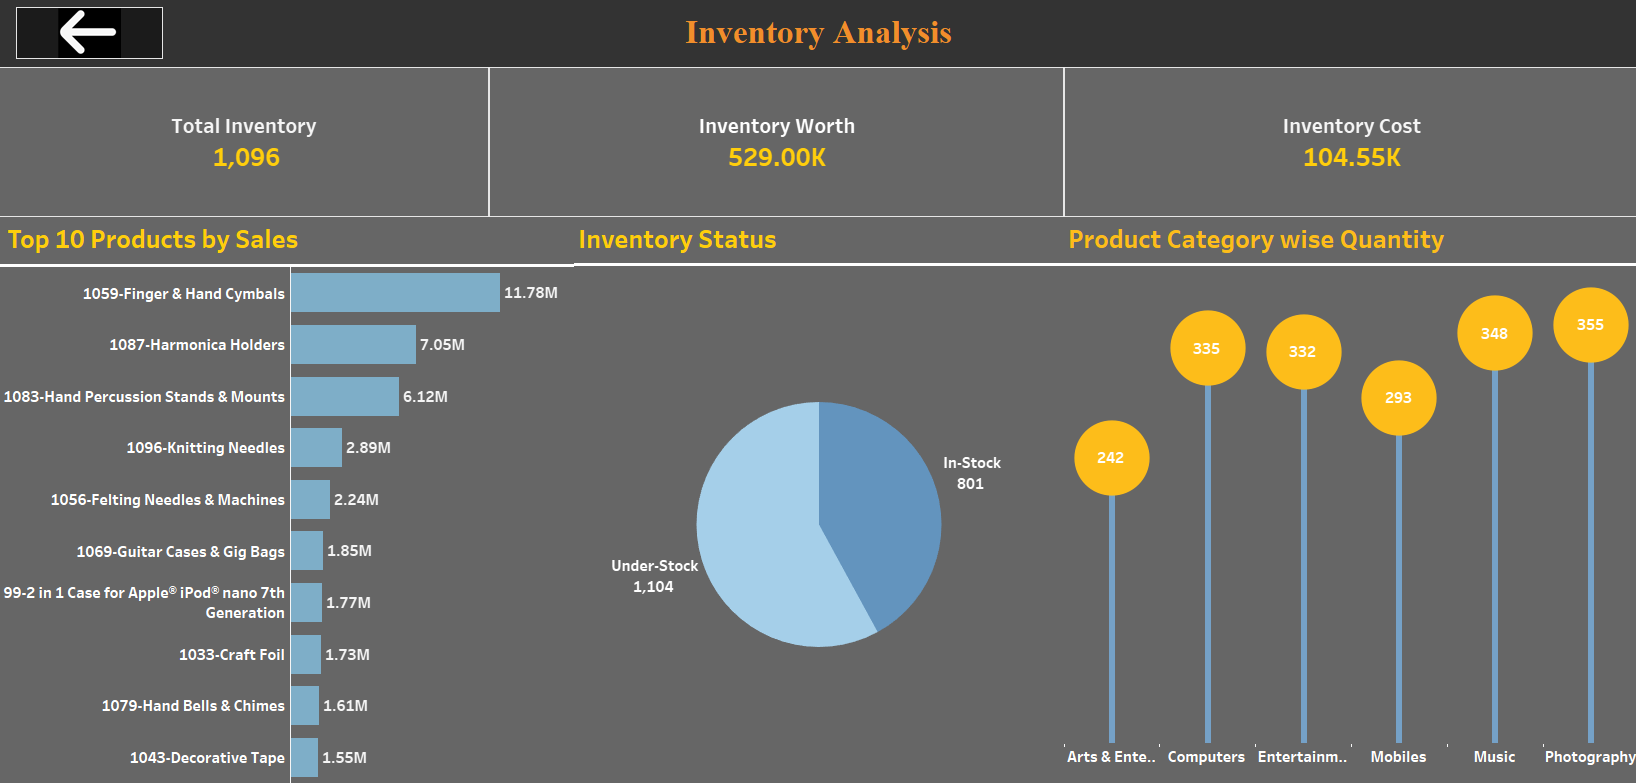 Inventory Analysis
Total Inventory
1,096
Inventory Worth
529.00K
Inventory Cost
104.55K
Top 10 Products by Sales
1059-Finger & Hand Cymbals
11.78M
1087-Harmonica Holders
7.05M
1083-Hand Percussion Stands & Mounts
6.12M
1096-Knitting Needles
2.89M
1056-Felting Needles & Machines
2.24M
1069-Guitar Cases & Gig Bags
1.85M
99-2 in 1 Case for Apple® iPod® nano 7th
Generation
1.77M
1033-Craft Foil
1.73M
1079-Hand Bells & Chimes
1.61M
1043-Decorative Tape
1.55M
Inventory Status
In-Stock
801
Under-Stock
1,104
Product Category wise Quantity
242
335
332
293
348
355
Arts & Ente..
Computers
Entertainm..
Mobiles
Music
Photography